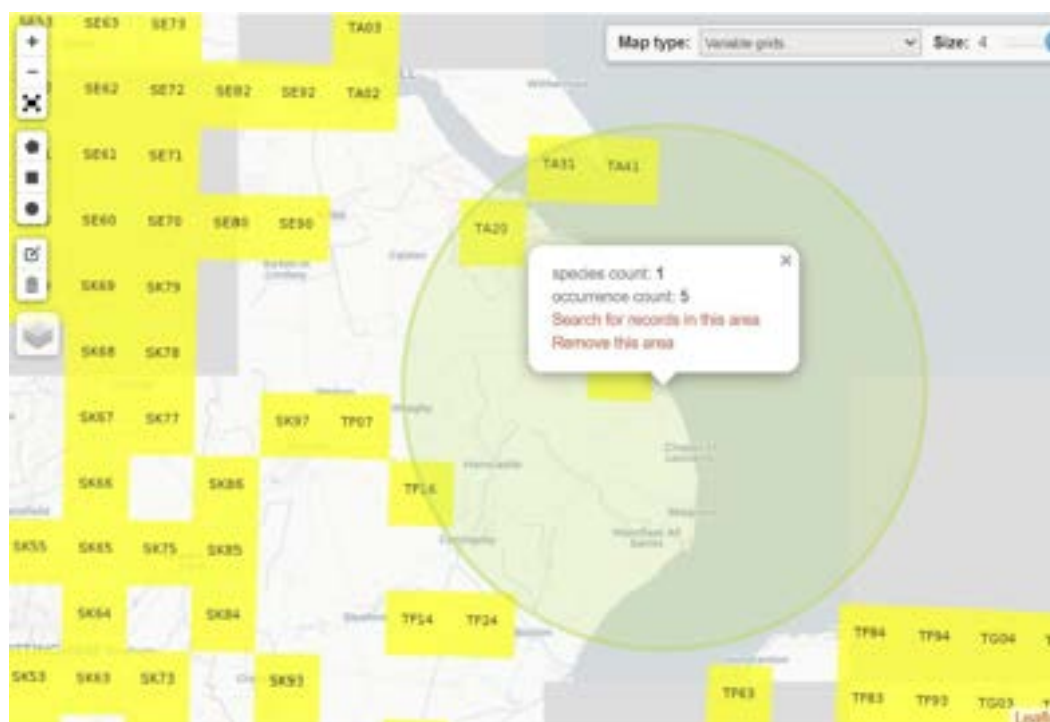 SE63 SE73 TA03
Map type: Variable grids Size: 4
SE62 SE72 SE82 SE92 TA02
SE61 SE71 TA31 TA41
SE60 SE70 SE80 SE90 TA20
species count: 1
occurrence count: 5
Search for records in this area
Remove this area
SK69 SK79
SK68 SK78
SK67 SK77 SK97 TF07
Horncastle
SK66 SK86 TF16
SK55 SK65 SK75 SK85
SK64 SK84 TF14 TF24 TF84 TF94 TG04
SK53 SK63 SK73 SK93 TF63 TF83 TF93 TG03